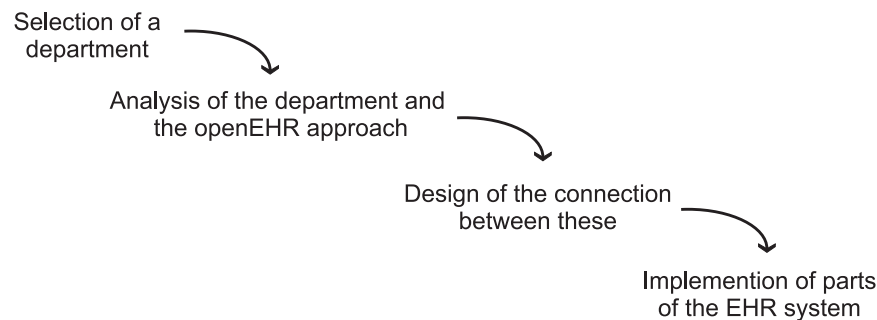 Selection of a
department
Analysis of the department and
the openEHR approach
Design of the connection
between these
Implemention of parts
of the EHR system